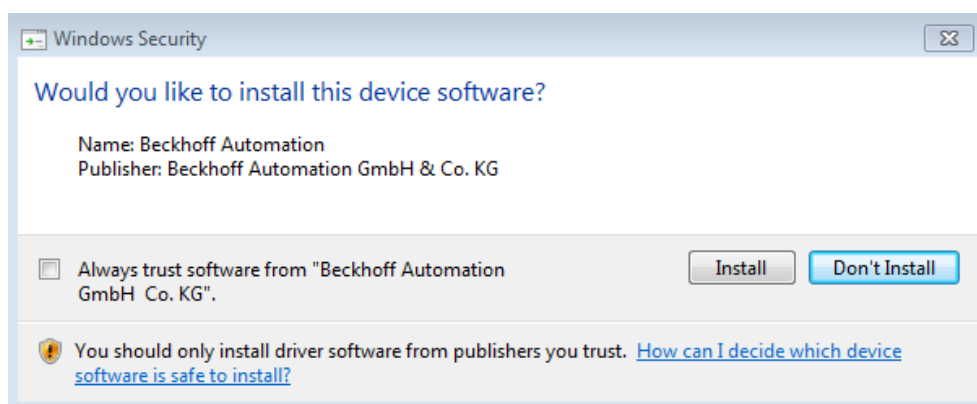 Windows Security
Would you like to install this device software?
Name: Beckhoff Automation
Publisher: Beckhoff Automation GmbH & Co. KG
Always trust software from "Beckhoff Automation
GmbH  Co. KG".
Install
Don't Install
You should only install driver software from publishers you trust. How can I decide which device
software is safe to install?